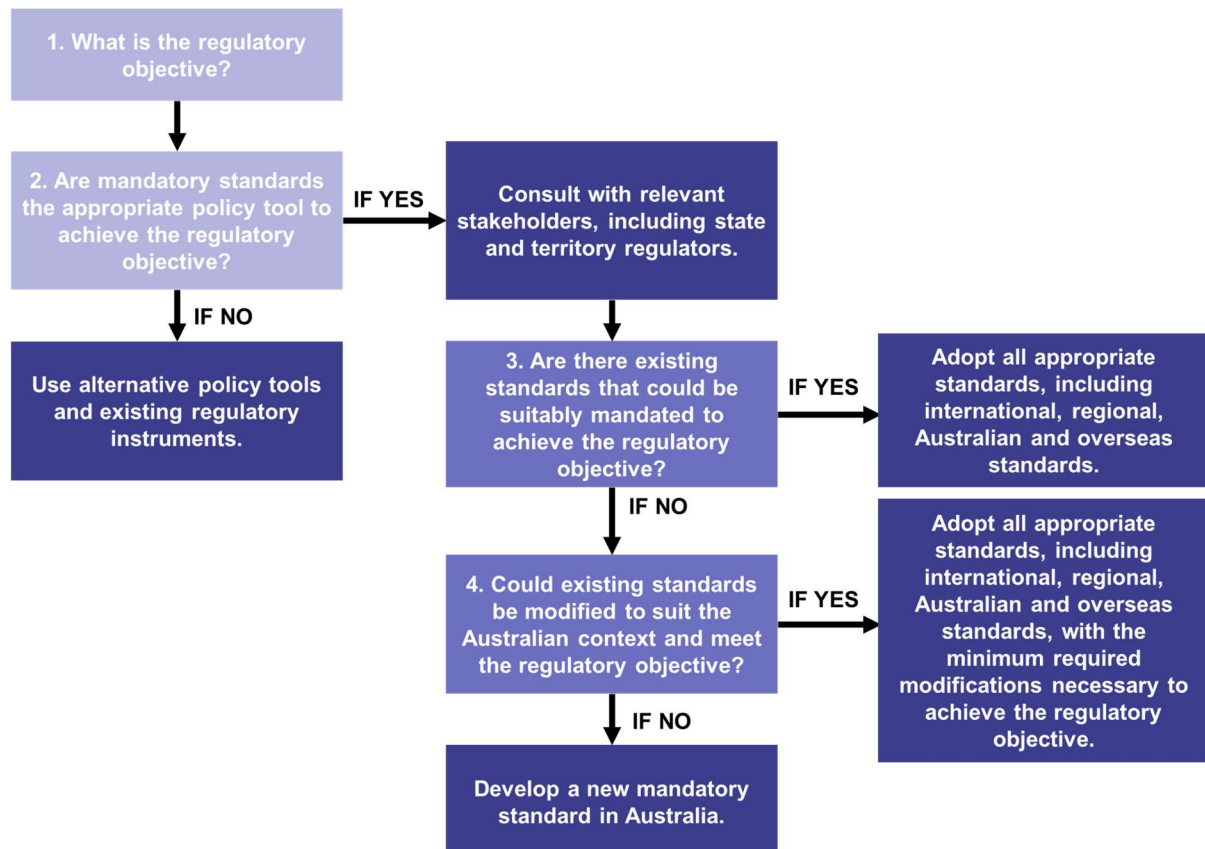 1. What is the regulatory
objective?
2. Are mandatory standards
the appropriate policy tool to
achieve the regulatory
objective?
IF YES
Consult with relevant
stakeholders, including state
and territory regulators.
IF NO
Use alternative policy tools
and existing regulatory
instruments.
3. Are there existing
standards that could be
suitably mandated to
achieve the regulatory
objective?
IF YES
Adopt all appropriate
standards, including
international, regional,
Australian and overseas
standards.
IF NO
4. Could existing standards
be modified to suit the
Australian context and meet
the regulatory objective?
IF YES
Adopt all appropriate
standards, including
international, regional,
Australian and overseas
standards, with the
minimum required
modifications necessary to
achieve the regulatory
objective.
IF NO
Develop a new mandatory
standard in Australia.